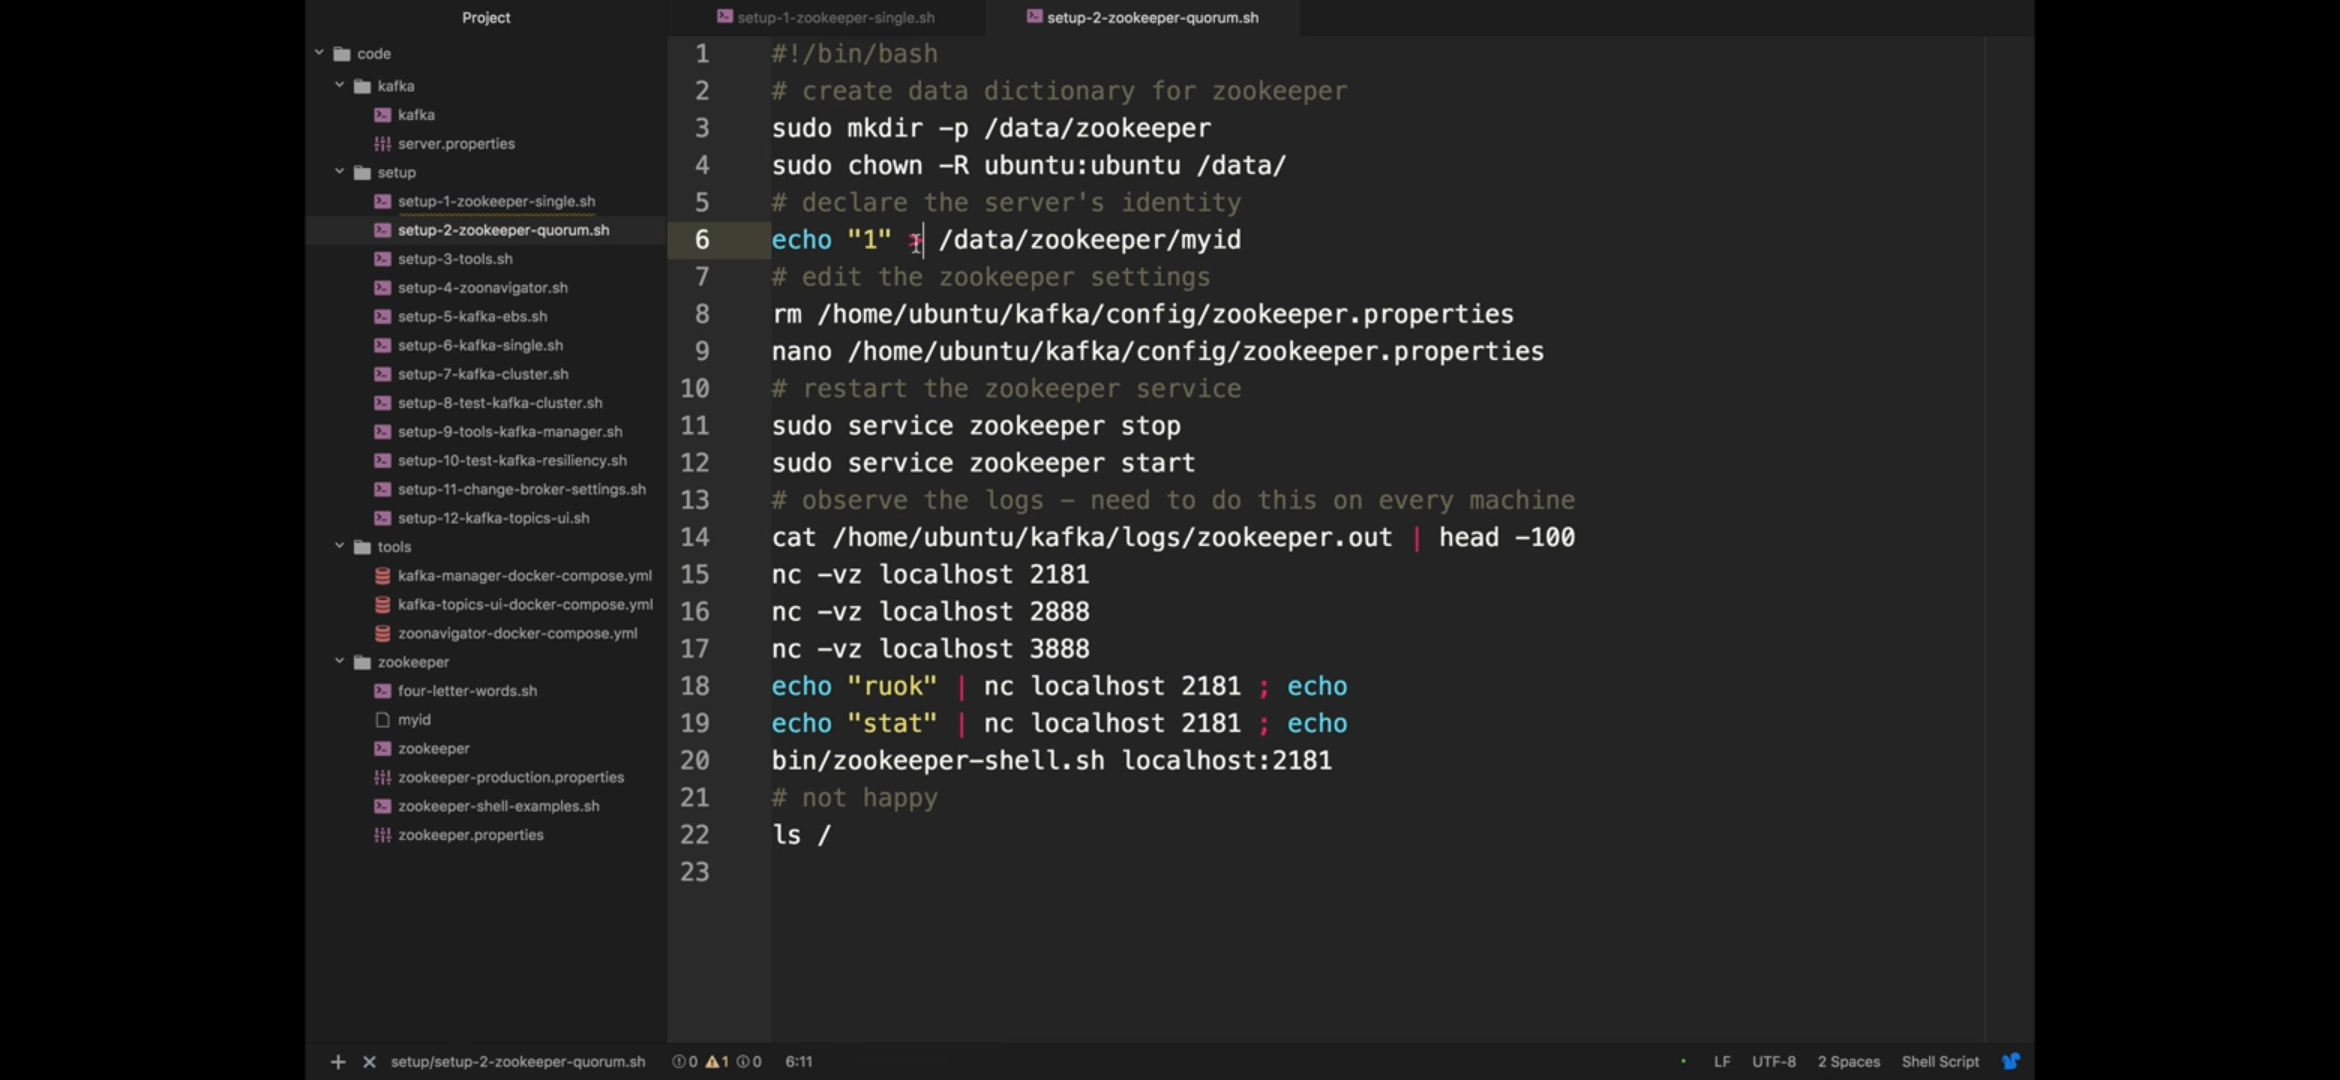 Project
code
kafka
kafka
server.properties
setup
setup-1-zookeeper-single.sh
setup-2-zookeeper-quorum.sh
setup-3-tools.sh
setup-4-zoonavigator.sh
setup-5-kafka-ebs.sh
setup-6-kafka-single.sh
setup-7-kafka-cluster.sh
setup-8-test-kafka-cluster.sh
setup-9-tools-kafka-manager.sh
setup-10-test-kafka-resiliency.sh
setup-11-change-broker-settings.sh
setup-12-kafka-topics-ui.sh
tools
kafka-manager-docker-compose.yml
kafka-topics-ui-docker-compose.yml
zoonavigator-docker-compose.yml
zookeeper
four-letter-words.sh
myid
zookeeper
zookeeper-production.properties
zookeeper-shell-examples.sh
zookeeper.properties
setup-1-zookeeper-single.sh setup-2-zookeeper-quorum.sh
1 #!/bin/bash
2 # create data dictionary for zookeeper
3 sudo mkdir -p /data/zookeeper
4 sudo chown -R ubuntu:ubuntu /data/
5 # declare the server's identity
6 echo "1" > /data/zookeeper/myid
7 # edit the zookeeper settings
8 rm /home/ubuntu/kafka/config/zookeeper.properties
9 nano /home/ubuntu/kafka/config/zookeeper.properties
10 # restart the zookeeper service
11 sudo service zookeeper stop
12 sudo service zookeeper start
13 # observe the logs - need to do this on every machine
14 cat /home/ubuntu/kafka/logs/zookeeper.out | head -100
15 nc -vz localhost 2181
16 nc -vz localhost 2888
17 nc -vz localhost 3888
18 echo "ruok" | nc localhost 2181 ; echo
19 echo "stat" | nc localhost 2181 ; echo
20 bin/zookeeper-shell.sh localhost:2181
21 # not happy
22 ls /
23
setup/setup-2-zookeeper-quorum.sh 0 1 0 6:11 LF UTF-8 2 Spaces Shell Script